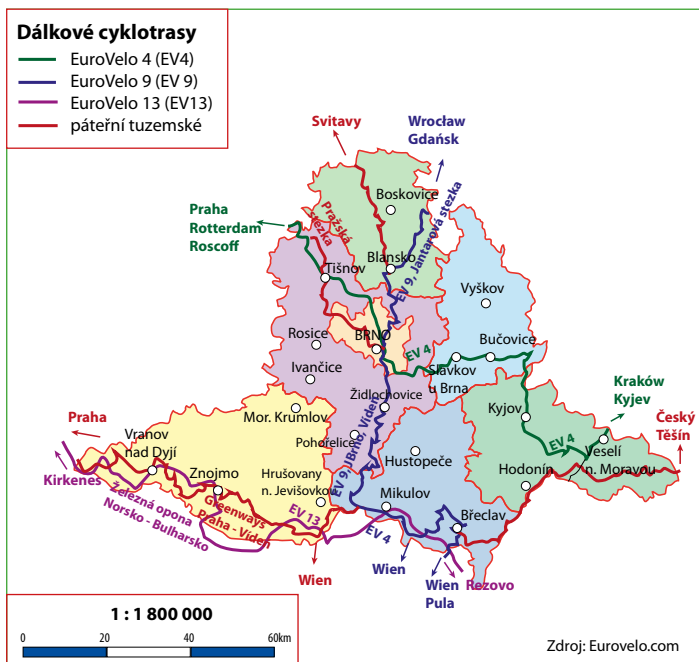 Dálkové cyklotrasy
EuroVelo 4 (EV4)
EuroVelo 9 (EV 9)
EuroVelo 13 (EV13)
páteřní tuzemské
Svitavy
Wrocław
Gdańsk
Boskovice
Praha
Rotterdam
Roscoff
Pražská
stezka
EV 9, Jantarová stezka
Blansko
Tišnov
Vyškov
Rosice
BRNO
EV 4
Bučovice
Slavkov
u Brna
Ivančice
Židlochovice
Kraków
Kyjev
Mor. Krumlov
Kyjov
Praha
Vranov
nad Dyjí
Pohořelice
EV 9, (Brno, Víden
EV 4
Veselí
n. Moravou
Český
Těšín
Hustopeče
Kirkenes
Znojmo
Hrušovany
n. Jevišovkou
Hodonín
Železná opona
Norsko - Bulharsko
Greenways
Praha - Víden
Mikulov
EV 13
EV 4
Břeclav
Wien
Wien
Wien
Pula
Rezovo
1 : 1 800 000
0 20 40 60km
Zdroj: Eurovelo.com